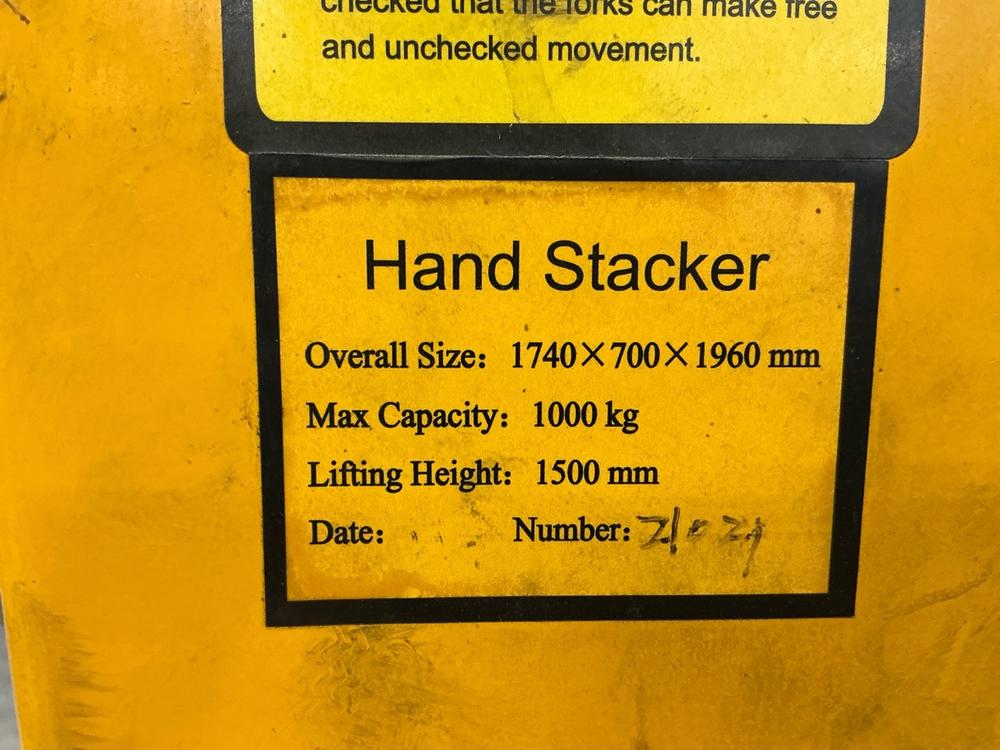 checked that the forks can make free
and unchecked movement.
Hand Stacker
Overall Size: 1740×700×1960 mm
Max Capacity: 1000 kg
Lifting Height: 1500 mm
Date: Number: